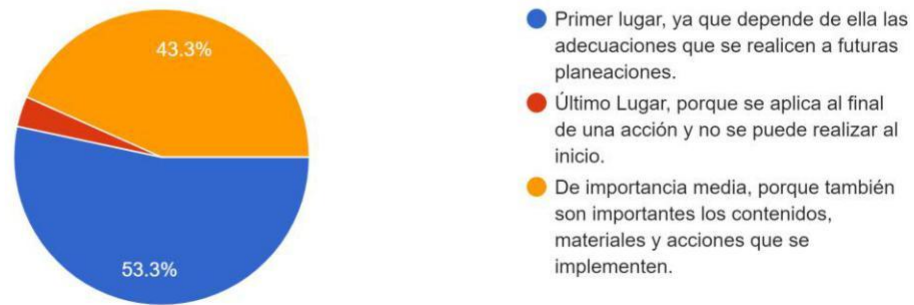 43.3%
53.3%
Primer lugar, ya que depende de ella las
adecuaciones que se realicen a futuras
planeaciones.
Último Lugar, porque se aplica al final
de una acción y no se puede realizar al
inicio.
De importancia media, porque también
son importantes los contenidos,
materiales y acciones que se
implementen.